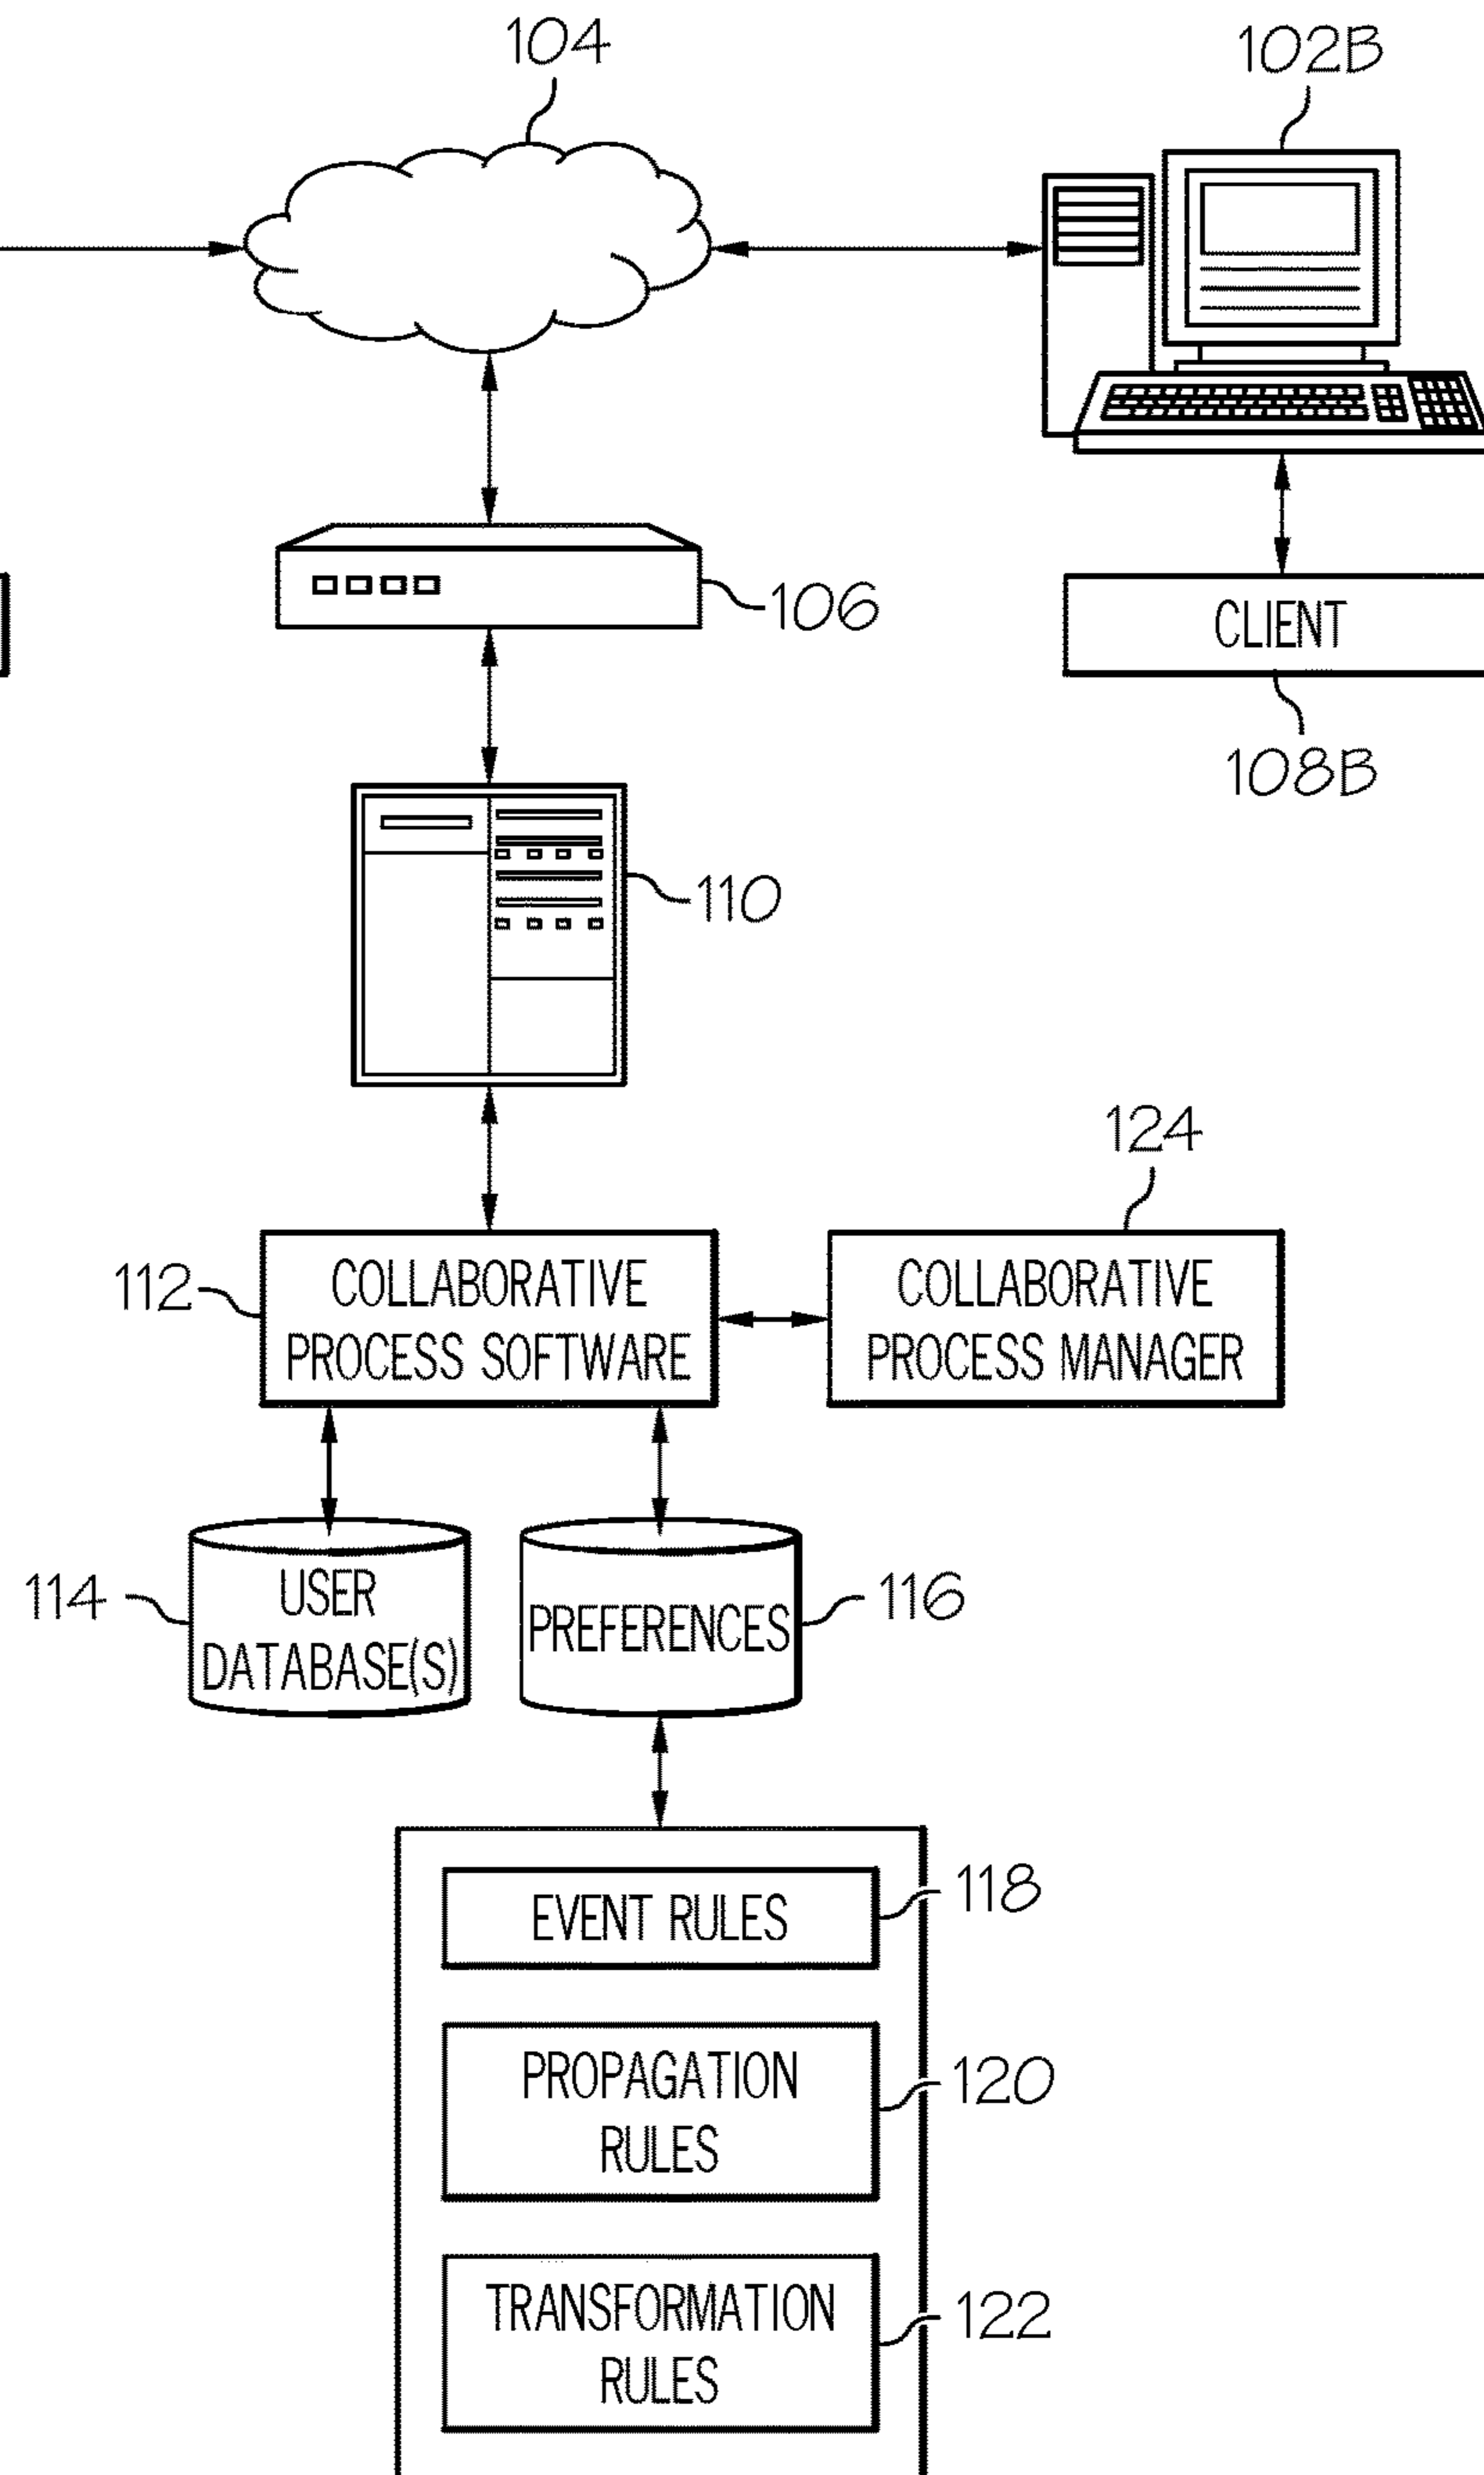 104
102B
106
CLIENT
108B
110
124
112
COLLABORATIVE
PROCESS SOFTWARE
COLLABORATIVE
PROCESS MANAGER
114
USER
DATABASE(S)
PREFERENCES
116
EVENT RULES
118
PROPAGATION
RULES
120
TRANSFORMATION
RULES
122